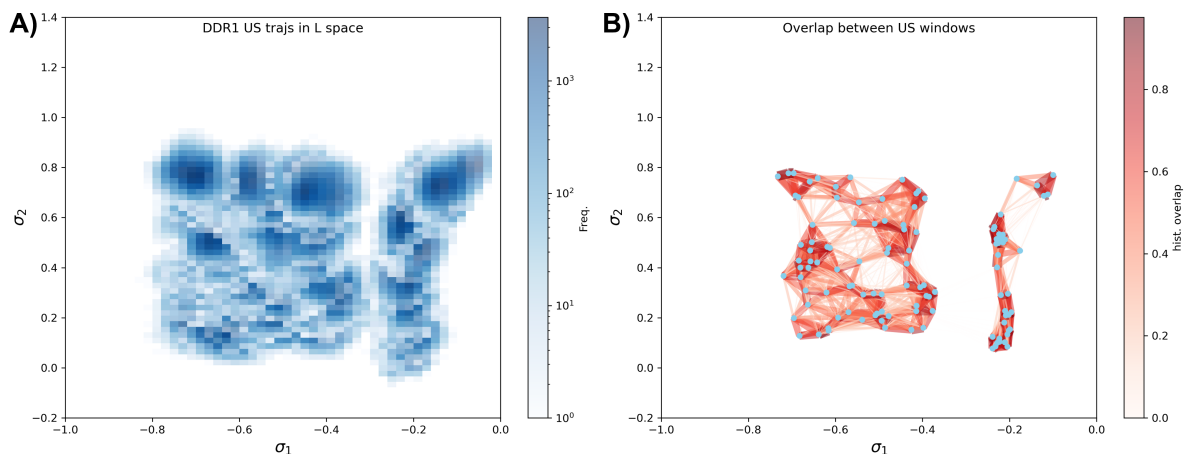 A)
DDR1 US trajs in L space
1.4
1.2
1.0
0.8
0.6
0.4
0.2
0.0
−0.2
σ2
−1.0 −0.8 −0.6 −0.4 −0.2 0.0
σ1
10³
10²
10¹
10⁰
Freq.
B)
Overlap between US windows
1.4
1.2
1.0
0.8
0.6
0.4
0.2
0.0
−0.2
σ2
−1.0 −0.8 −0.6 −0.4 −0.2 0.0
σ1
0.8
0.6
0.4
0.2
0.0
hist. overlap